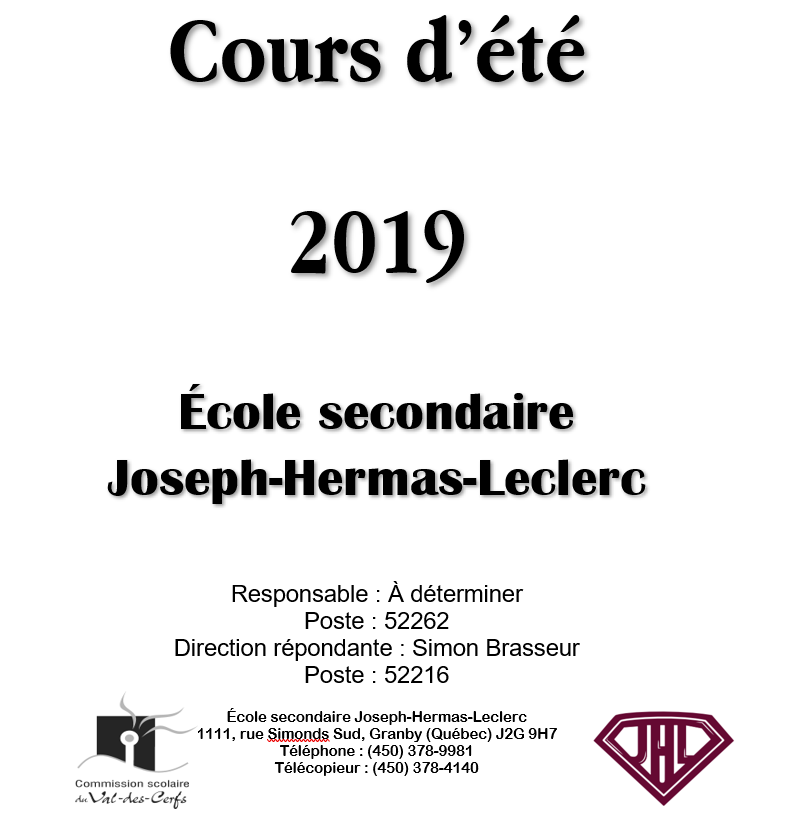 Cours d’été
2019
École secondaire
Joseph-Hermas-Leclerc
Responsable : À déterminer
Poste : 52262
Direction répondante : Simon Brasseur
Poste : 52216
École secondaire Joseph-Hermas-Leclerc
1111, rue Simonds Sud, Granby (Québec) J2G 9H7
Téléphone : (450) 378-9981
Télécopieur : (450) 378-4140
Commission scolaire
du Val-des-Cerfs
JHL